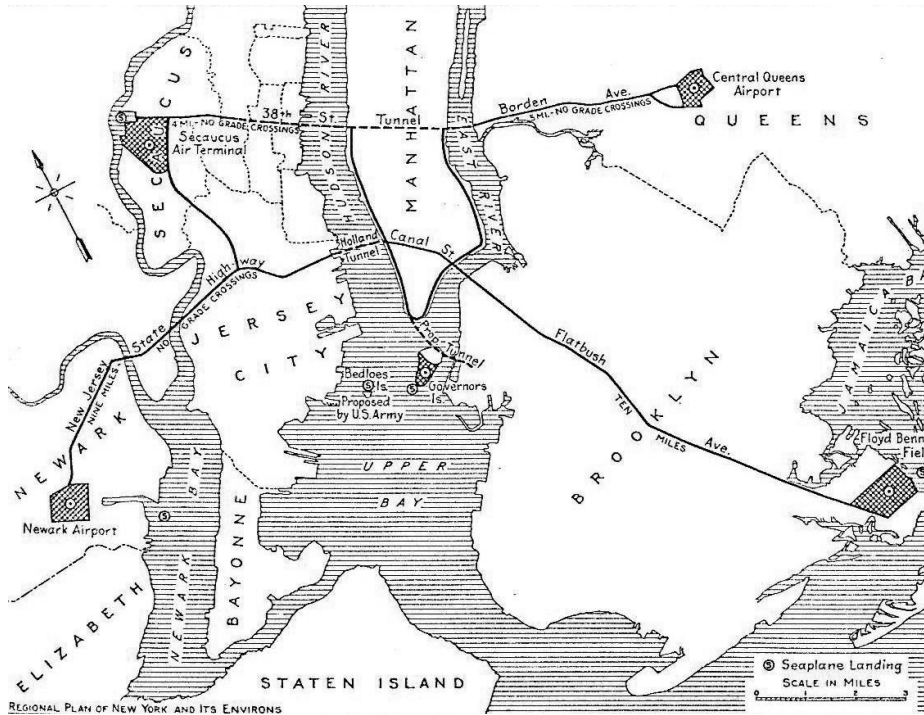 SECAUCUS
HUDSON RIVER
MANHATTAN
EAST RIVER
Central Queens
Airport
QUEENS
Borden Ave.
5 MI.-NO GRADE CROSSINGS
38th St. Tunnel
4 MI.-NO GRADE CROSSINGS
S
Secaucus
Air Terminal
Holland
Tunnel
Canal St.
New Jersey State Highway
NINE MILES. NO GRADE CROSSINGS
JERSEY
CITY
Prop. Tunnel
Bedloes
Is.
S
Proposed
by U.S. Army
S
Governors
Is.
Flatbush Ave.
TEN MILES
BROOKLYN
JAMAICA BA
Floyd Benn
Fiel
S
NEWARK
Newark Airport
S
UPPER
BAY
NEWARK BAY
BAYONNE
ELIZABETH
STATEN ISLAND
S Seaplane Landing
SCALE IN MILES
0 1 2 3
REGIONAL PLAN OF NEW YORK AND ITS ENVIRONS